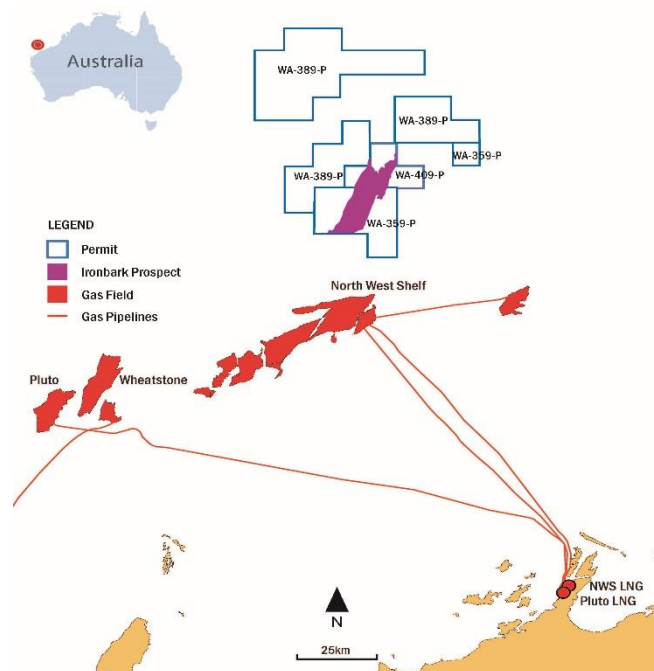 Australia
WA-389-P
WA-389-P
WA-359-P
WA-389-P
WA-409-P
WA-359-P
LEGEND
Permit
Ironbark Prospect
Gas Field
Gas Pipelines
North West Shelf
Pluto
Wheatstone
NWS LNG
Pluto LNG
N
25km